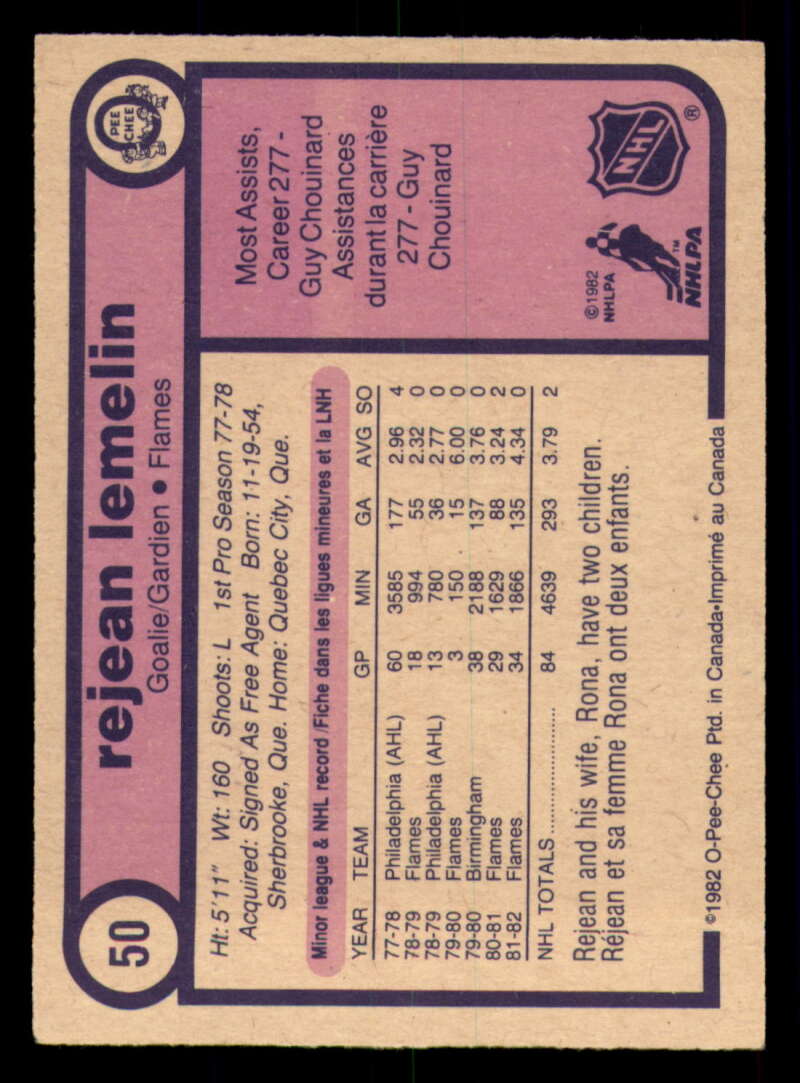 50
rejean lemelin
Goalie/Gardien • Flames
O
PEE
CHEE
Ht: 5'11" Wt: 160 Shoots: L 1st Pro Season 77-78
Acquired: Signed As Free Agent Born: 11-19-54,
Sherbrooke, Que. Home: Quebec City, Que.
Minor league & NHL record/Fiche dans les ligues mineures et la LNH
YEAR TEAM GP MIN GA AVG SO
77-78 Philadelphia (AHL) 60 3585 177 2.96 4
78-79 Flames 18 994 55 2.32 0
78-79 Philadelphia (AHL) 13 780 36 2.77 0
79-80 Flames 3 150 15 6.00 0
79-80 Birmingham 38 2188 137 3.76 0
80-81 Flames 29 1629 88 3.24 2
81-82 Flames 34 1866 135 4.34 0
NHL TOTALS .................... 84 4639 293 3.79 2
Rejean and his wife, Rona, have two children.
Réjean et sa femme Rona ont deux enfants.
Most Assists,
Career 277 -
Guy Chouinard
Assistances
durant la carrière
277 - Guy
Chouinard
©1982
NHLPA
TM
NHLPA
NHL
®
©1982 O-Pee-Chee Ptd. in Canada•Imprimé au Canada